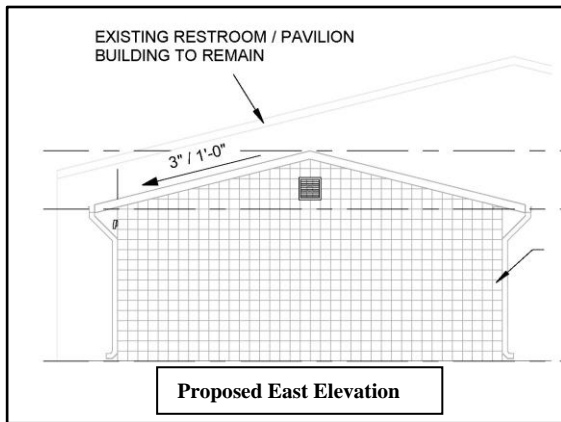 EXISTING RESTROOM / PAVILION
BUILDING TO REMAIN
3" / 1'-0"
Proposed East Elevation